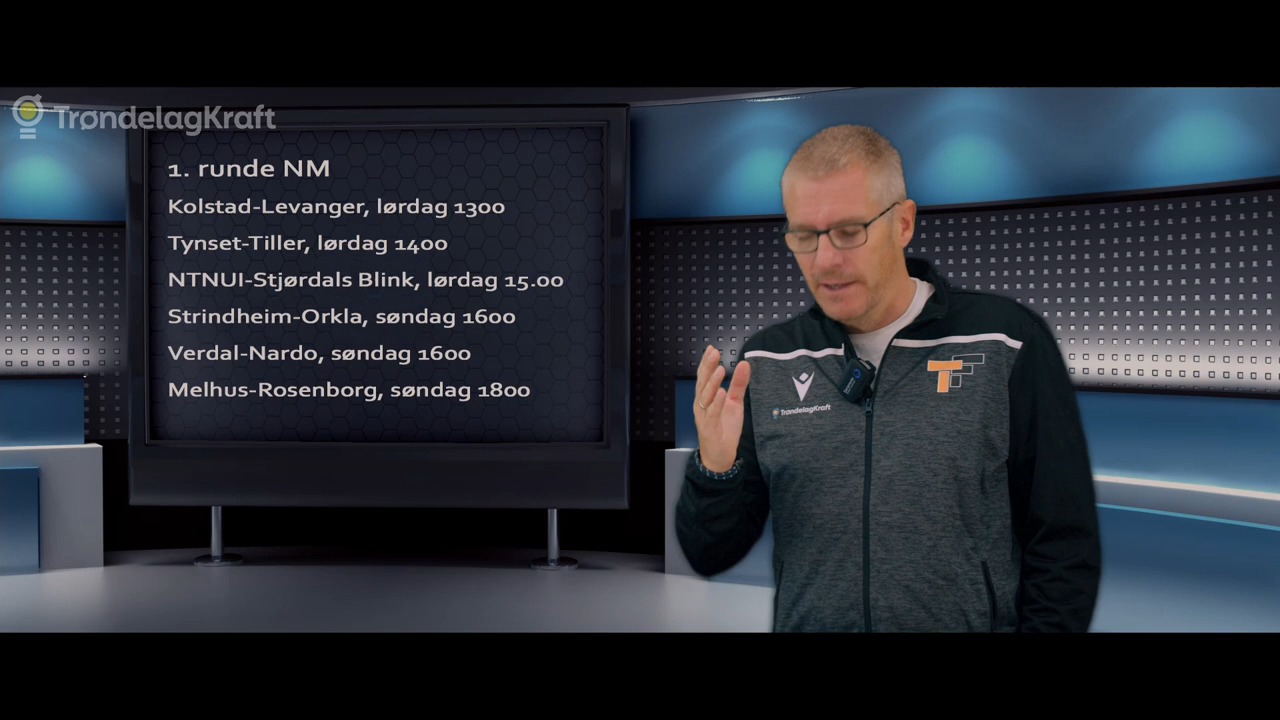 TrøndelagKraft
1. runde NM
Kolstad-Levanger, lørdag 1300
Tynset-Tiller, lørdag 1400
NTNUI-Stjørdals Blink, lørdag 15.00
Strindheim-Orkla, søndag 1600
Verdal-Nardo, søndag 1600
Melhus-Rosenborg, søndag 1800
TFF
TrøndelagKraft